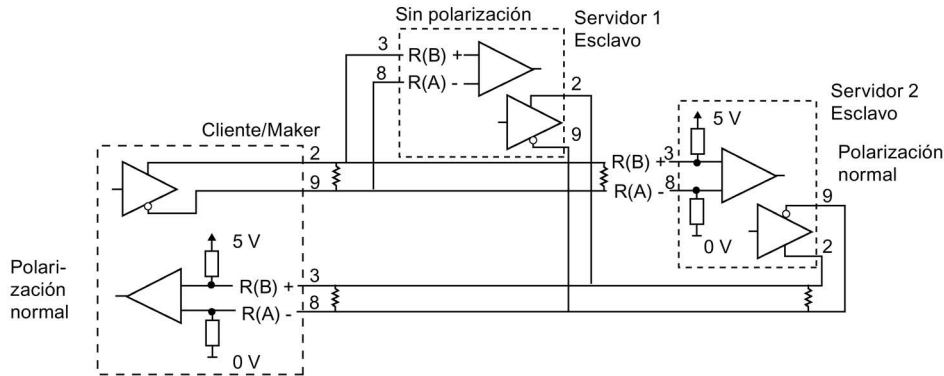 Sin polarización
Servidor 1
Esclavo
3
R(B) +
8
R(A) -
2
9
Servidor 2
Esclavo
5 V
Cliente/Maker
2
R(B) +
3
Polarización
normal
9
R(A) -
8
9
0 V
2
5 V
Polari-
zación
normal
R(B) +
3
R(A) -
8
0 V